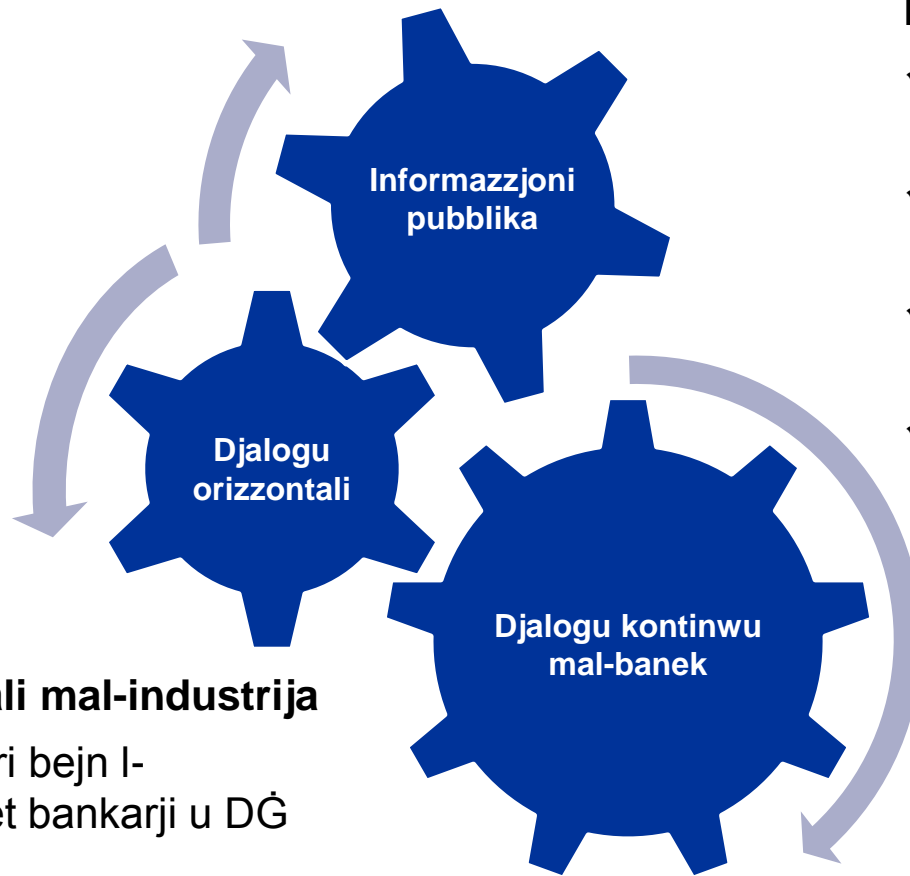 Informazzjoni
pubblika
Djalogu
orizzontali
Djalogu kontinwu
mal-banek
li mal-industrija
ri bejn l-
et bankarji u DĠ